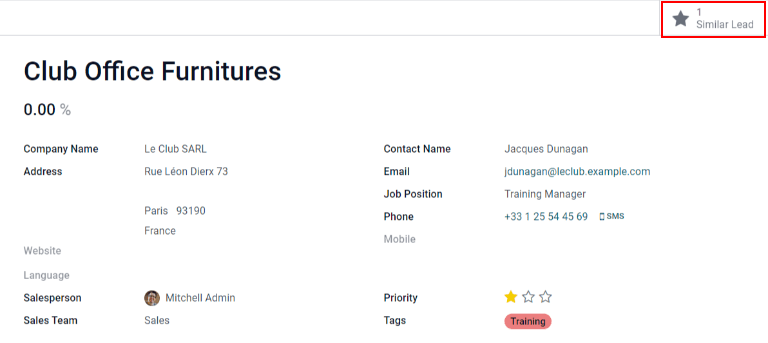 1
Similar Lead
Club Office Furnitures
0.00 %
Company Name Le Club SARL
Contact Name Jacques Dunagan
Address Rue Léon Dierx 73
Email jdunagan@leclub.example.com
Job Position Training Manager
Paris 93190
Phone +33 1 25 54 45 69 SMS
France
Mobile
Website
Language
Salesperson Mitchell Admin
Priority
Sales Team Sales
Tags Training